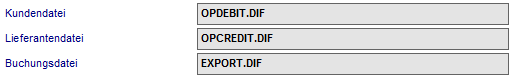 Kundendatei OPDEBIT.DIF
Lieferantendatei OPCREDIT.DIF
Buchungsdatei EXPORT.DIF